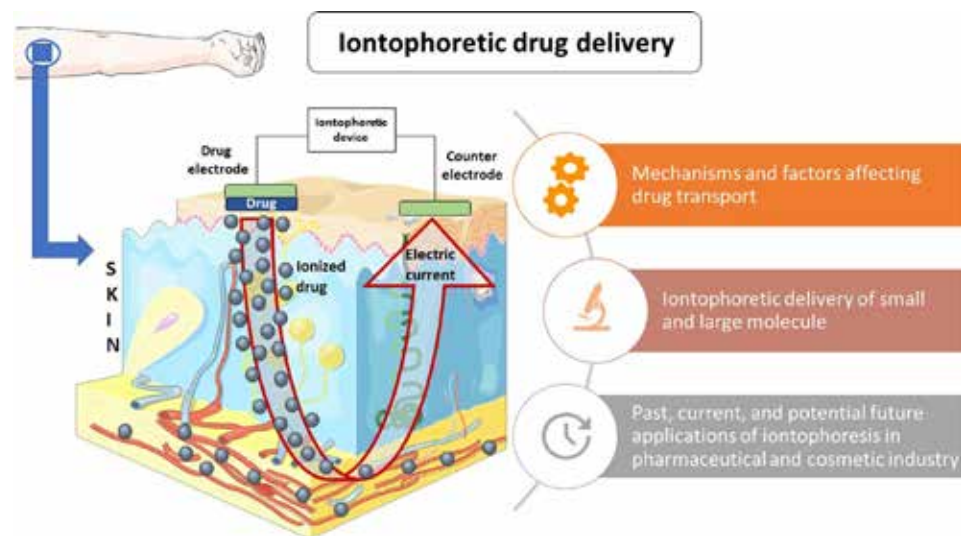 Iontophoretic drug delivery
Iontophoretic
device
Drug
electrode
Counter
electrode
Drug
Ionized
drug
Electric
current
S
K
I
N
Mechanisms and factors affecting
drug transport
Iontophoretic delivery of small
and large molecule
Past, current, and potential future
applications of iontophoresis in
pharmaceutical and cosmetic industry